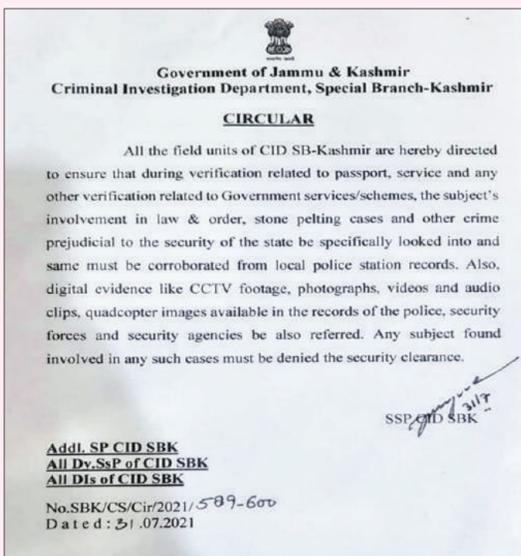 Government of Jammu & Kashmir
Criminal Investigation Department, Special Branch-Kashmir
CIRCULAR
All the field units of CID SB-Kashmir are hereby directed
to ensure that during verification related to passport, service and any
other verification related to Government services/schemes, the subject's
involvement in law & order, stone pelting cases and other crime
prejudicial to the security of the state be specifically looked into and
same must be corroborated from local police station records. Also,
digital evidence like CCTV footage, photographs, videos and audio
clips, quadcopter images available in the records of the police, security
forces and security agencies be also referred. Any subject found
involved in any such cases must be denied the security clearance.
31/7
SSP CID SBK
Addl. SP CID SBK
All Dy.SsP of CID SBK
All DIs of CID SBK
No.SBK/CS/Cir/2021/589-600
Dated:31.07.2021